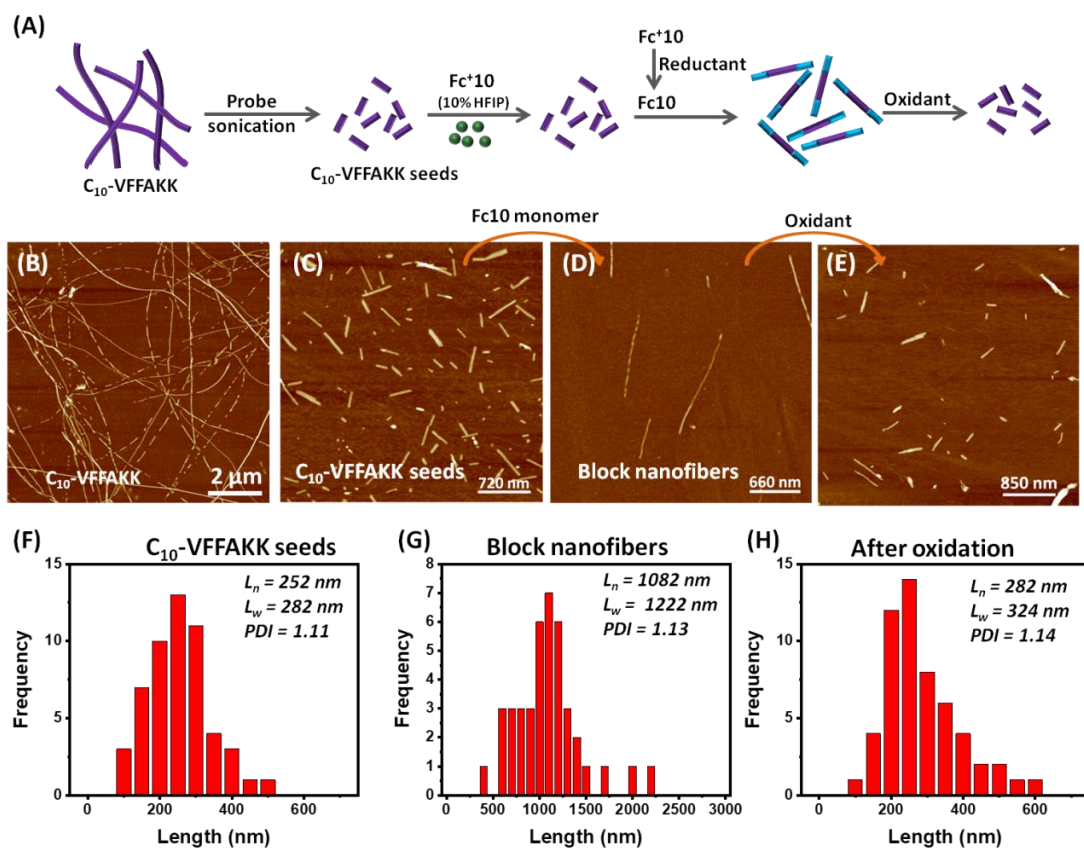 (A)
C₁₀-VFFAKK
Probe
sonication
C₁₀-VFFAKK seeds
Fc⁺10
(10% HFIP)
Fc⁺10
Reductant
Fc10
Oxidant
Fc10 monomer
Oxidant
(B)
C₁₀-VFFAKK
2 μm
(C)
C₁₀-VFFAKK seeds
720 nm
(D)
Block nanofibers
660 nm
(E)
850 nm
(F)
C₁₀-VFFAKK seeds
Lₙ = 252 nm
L_w = 282 nm
PDI = 1.11
15
10
5
0
Frequency
0 200 400 600
Length (nm)
(G)
Block nanofibers
Lₙ = 1082 nm
L_w = 1222 nm
PDI = 1.13
8
7
6
5
4
3
2
1
0
Frequency
0 500 1000 1500 2000 2500 3000
Length (nm)
(H)
After oxidation
Lₙ = 282 nm
L_w = 324 nm
PDI = 1.14
15
10
5
0
Frequency
0 200 400 600
Length (nm)